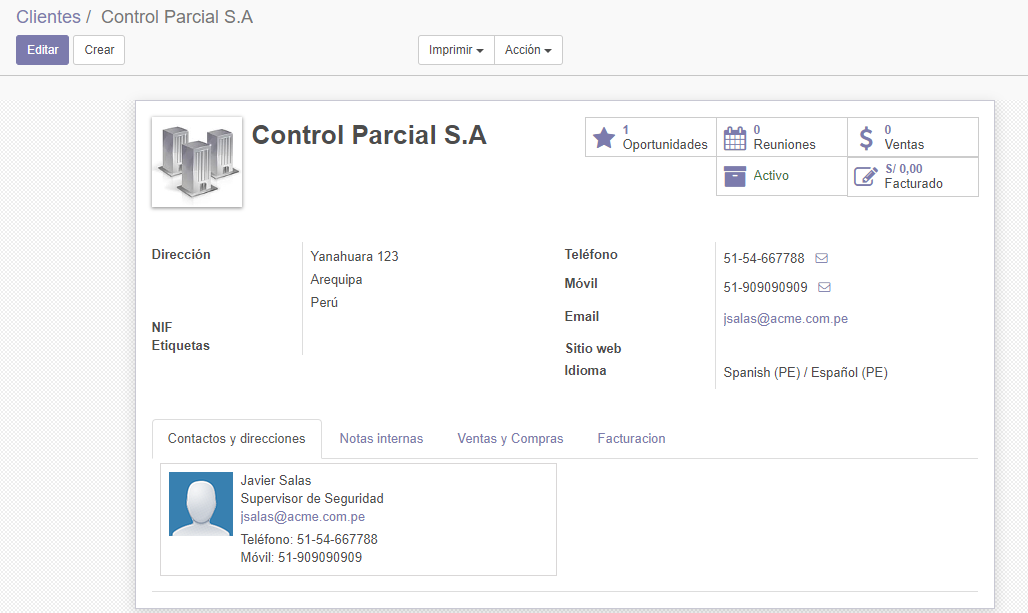 Clientes / Control Parcial S.A
Editar Crear Imprimir Acción
Control Parcial S.A
1 Oportunidades
0 Reuniones
0 Ventas
Activo
S/ 0,00 Facturado
Dirección
Yanahuara 123
Arequipa
Perú
NIF
Etiquetas
Teléfono 51-54-667788
Móvil 51-909090909
Email jsalas@acme.com.pe
Sitio web
Idioma Spanish (PE) / Español (PE)
Contactos y direcciones Notas internas Ventas y Compras Facturacion
Javier Salas
Supervisor de Seguridad
jsalas@acme.com.pe
Teléfono: 51-54-667788
Móvil: 51-909090909